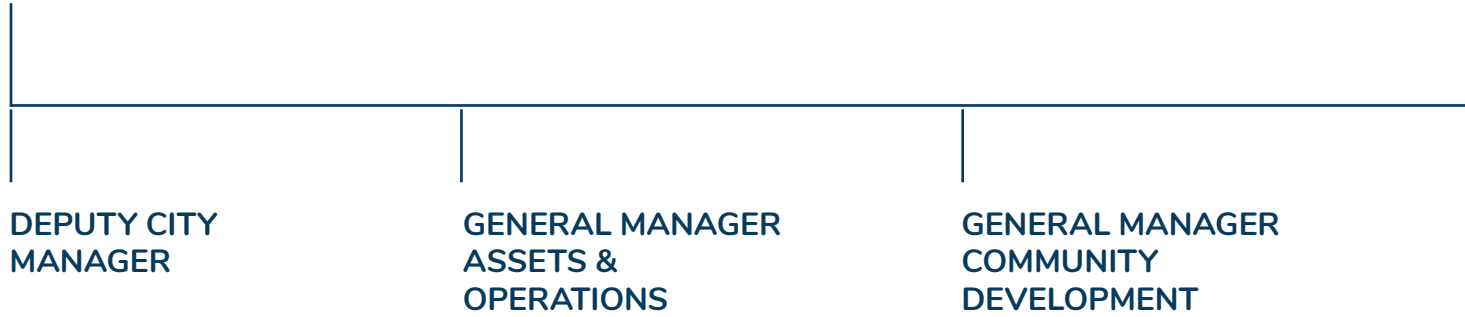 DEPUTY CITY
MANAGER
GENERAL MANAGER
ASSETS &
OPERATIONS
GENERAL MANAGER
COMMUNITY
DEVELOPMENT